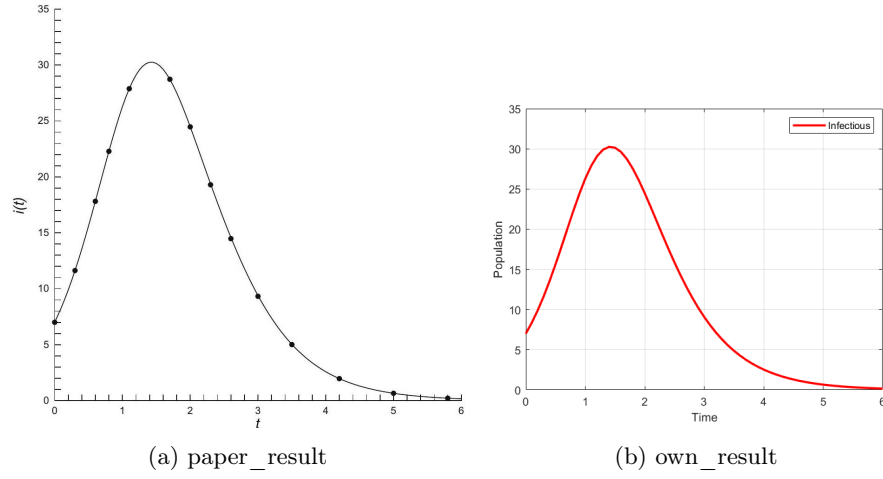 35
30
25
20
15
10
5
0
i(t)
0 1 2 3 4 5 6
t
(a) paper_result
35
30
25
20
15
10
5
0
Population
Infectious
0 1 2 3 4 5 6
Time
(b) own_result